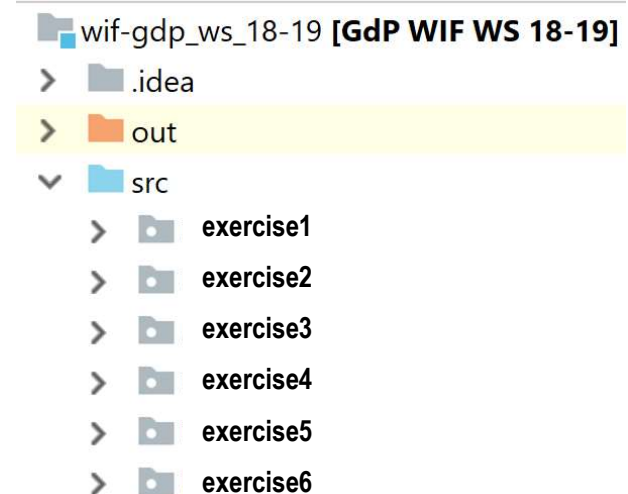 wif-gdp_ws_18-19 [GdP WIF WS 18-19]
.idea
out
src
exercise1
exercise2
exercise3
exercise4
exercise5
exercise6